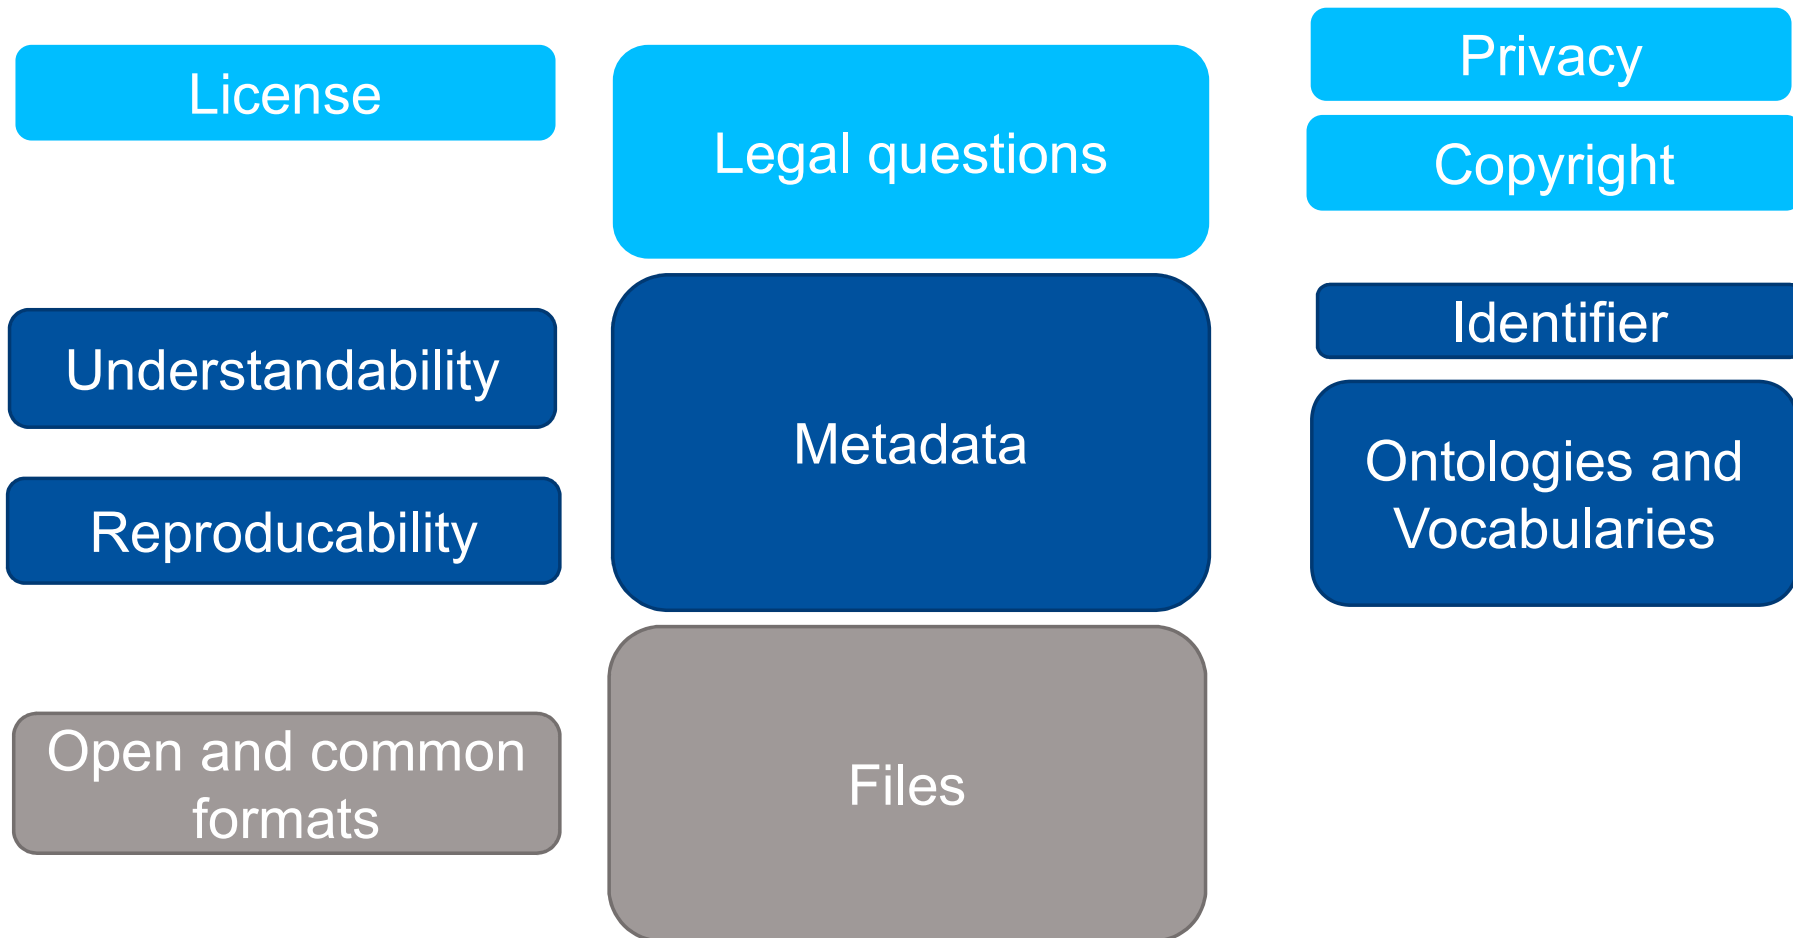 License
Legal questions
Privacy
Copyright
Understandability
Reproducability
Metadata
Identifier
Ontologies and
Vocabularies
Open and common
formats
Files